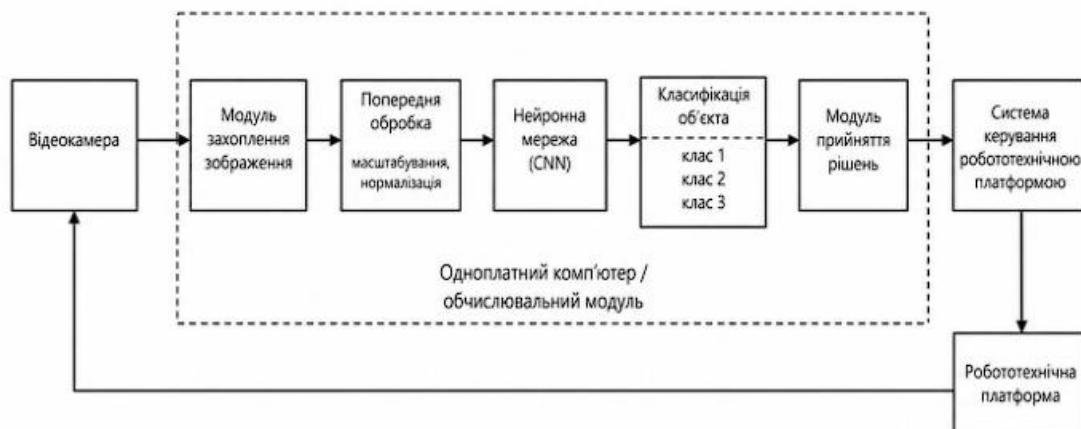 Відеокамера
Модуль
захоплення
зображення
Попередня
обробка
масштабування,
нормалізація
Нейронна
мережа
(CNN)
Класифікація
об'єкта
клас 1
клас 2
клас 3
Модуль
прийняття
рішень
Система
керування
робототехнічною
платформою
Одноплатний комп'ютер /
обчислювальний модуль
Робототехнічна
платформа